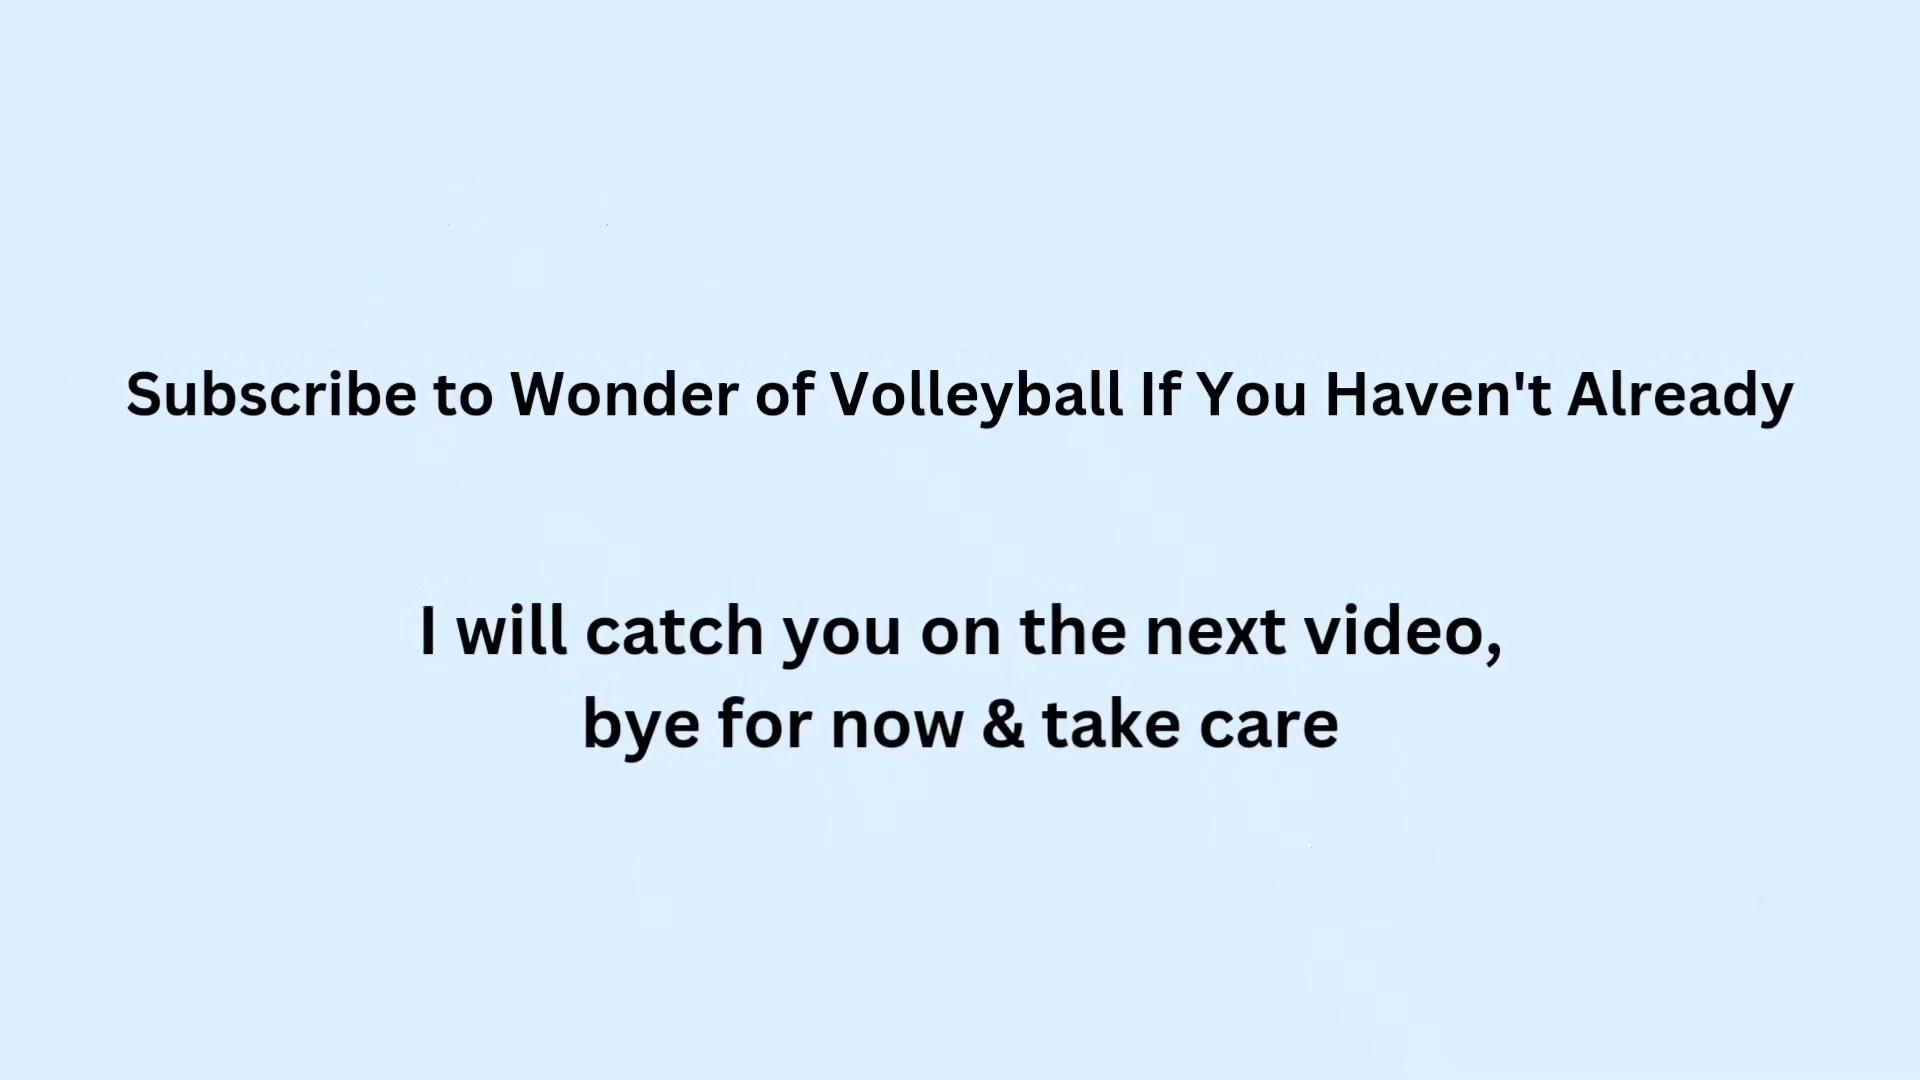 Subscribe to Wonder of Volleyball If You Haven't Already
I will catch you on the next video,
bye for now & take care